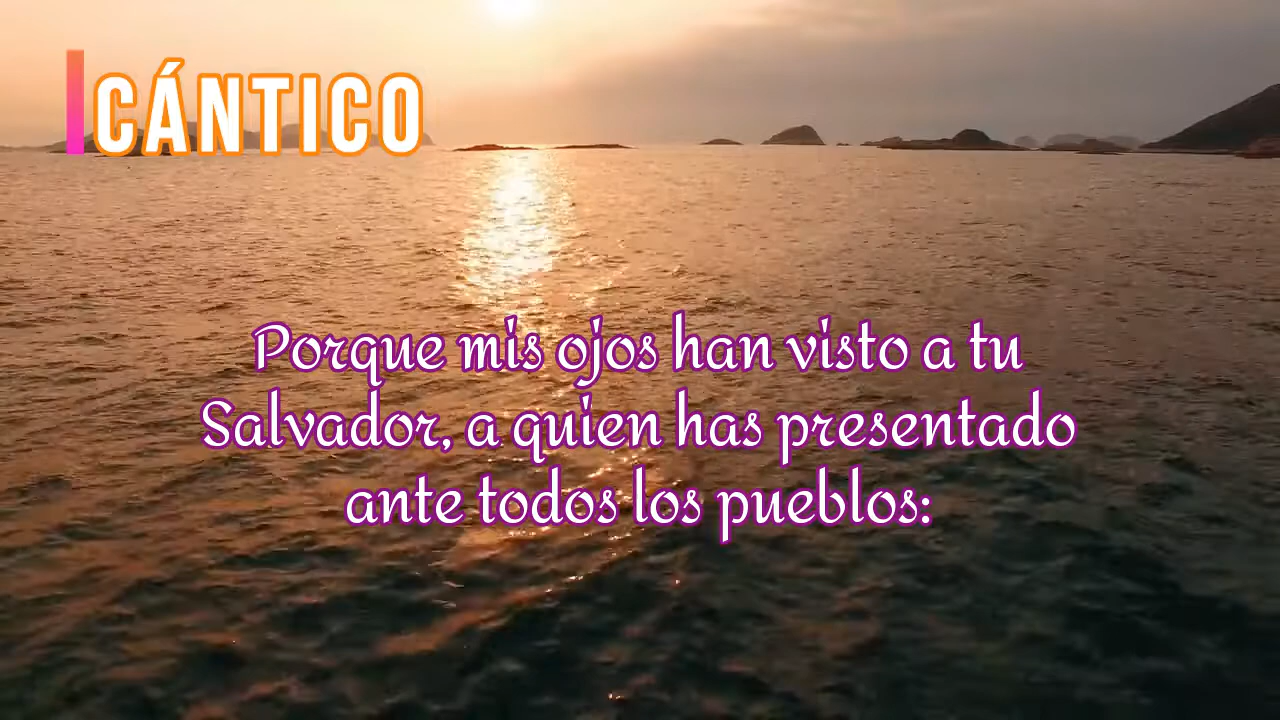 CÁNTICO
Porque mis ojos han visto a tu
Salvador, a quien has presentado
ante todos los pueblos: